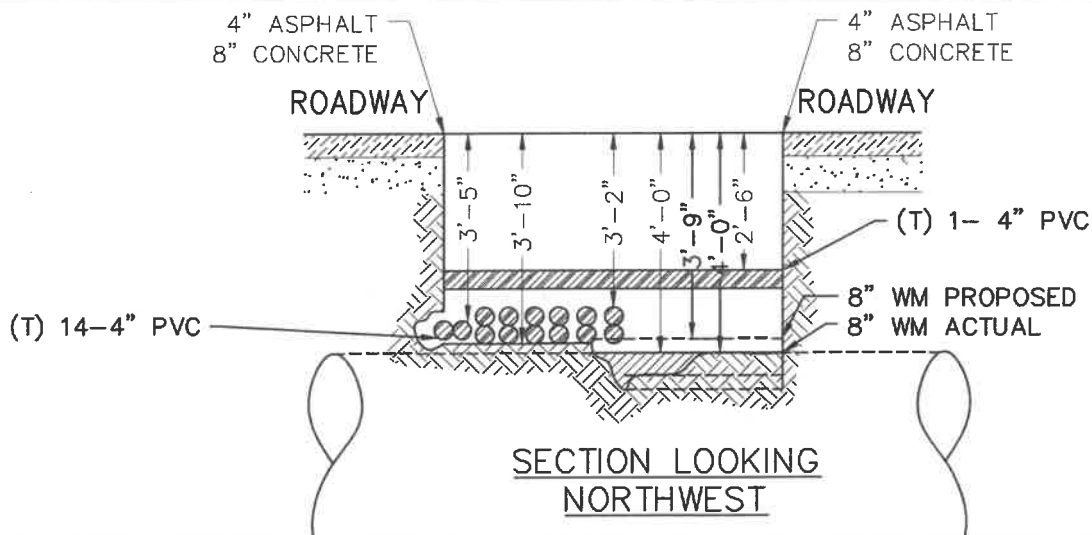 4” ASPHALT
8” CONCRETE
4” ASPHALT
8” CONCRETE
ROADWAY
ROADWAY
3’-5”
3’-10”
3’-2”
4’-0”
3’-9”
4’-0”
2’-6”
(T) 1- 4” PVC
8” WM PROPOSED
8” WM ACTUAL
(T) 14-4” PVC
SECTION LOOKING
NORTHWEST